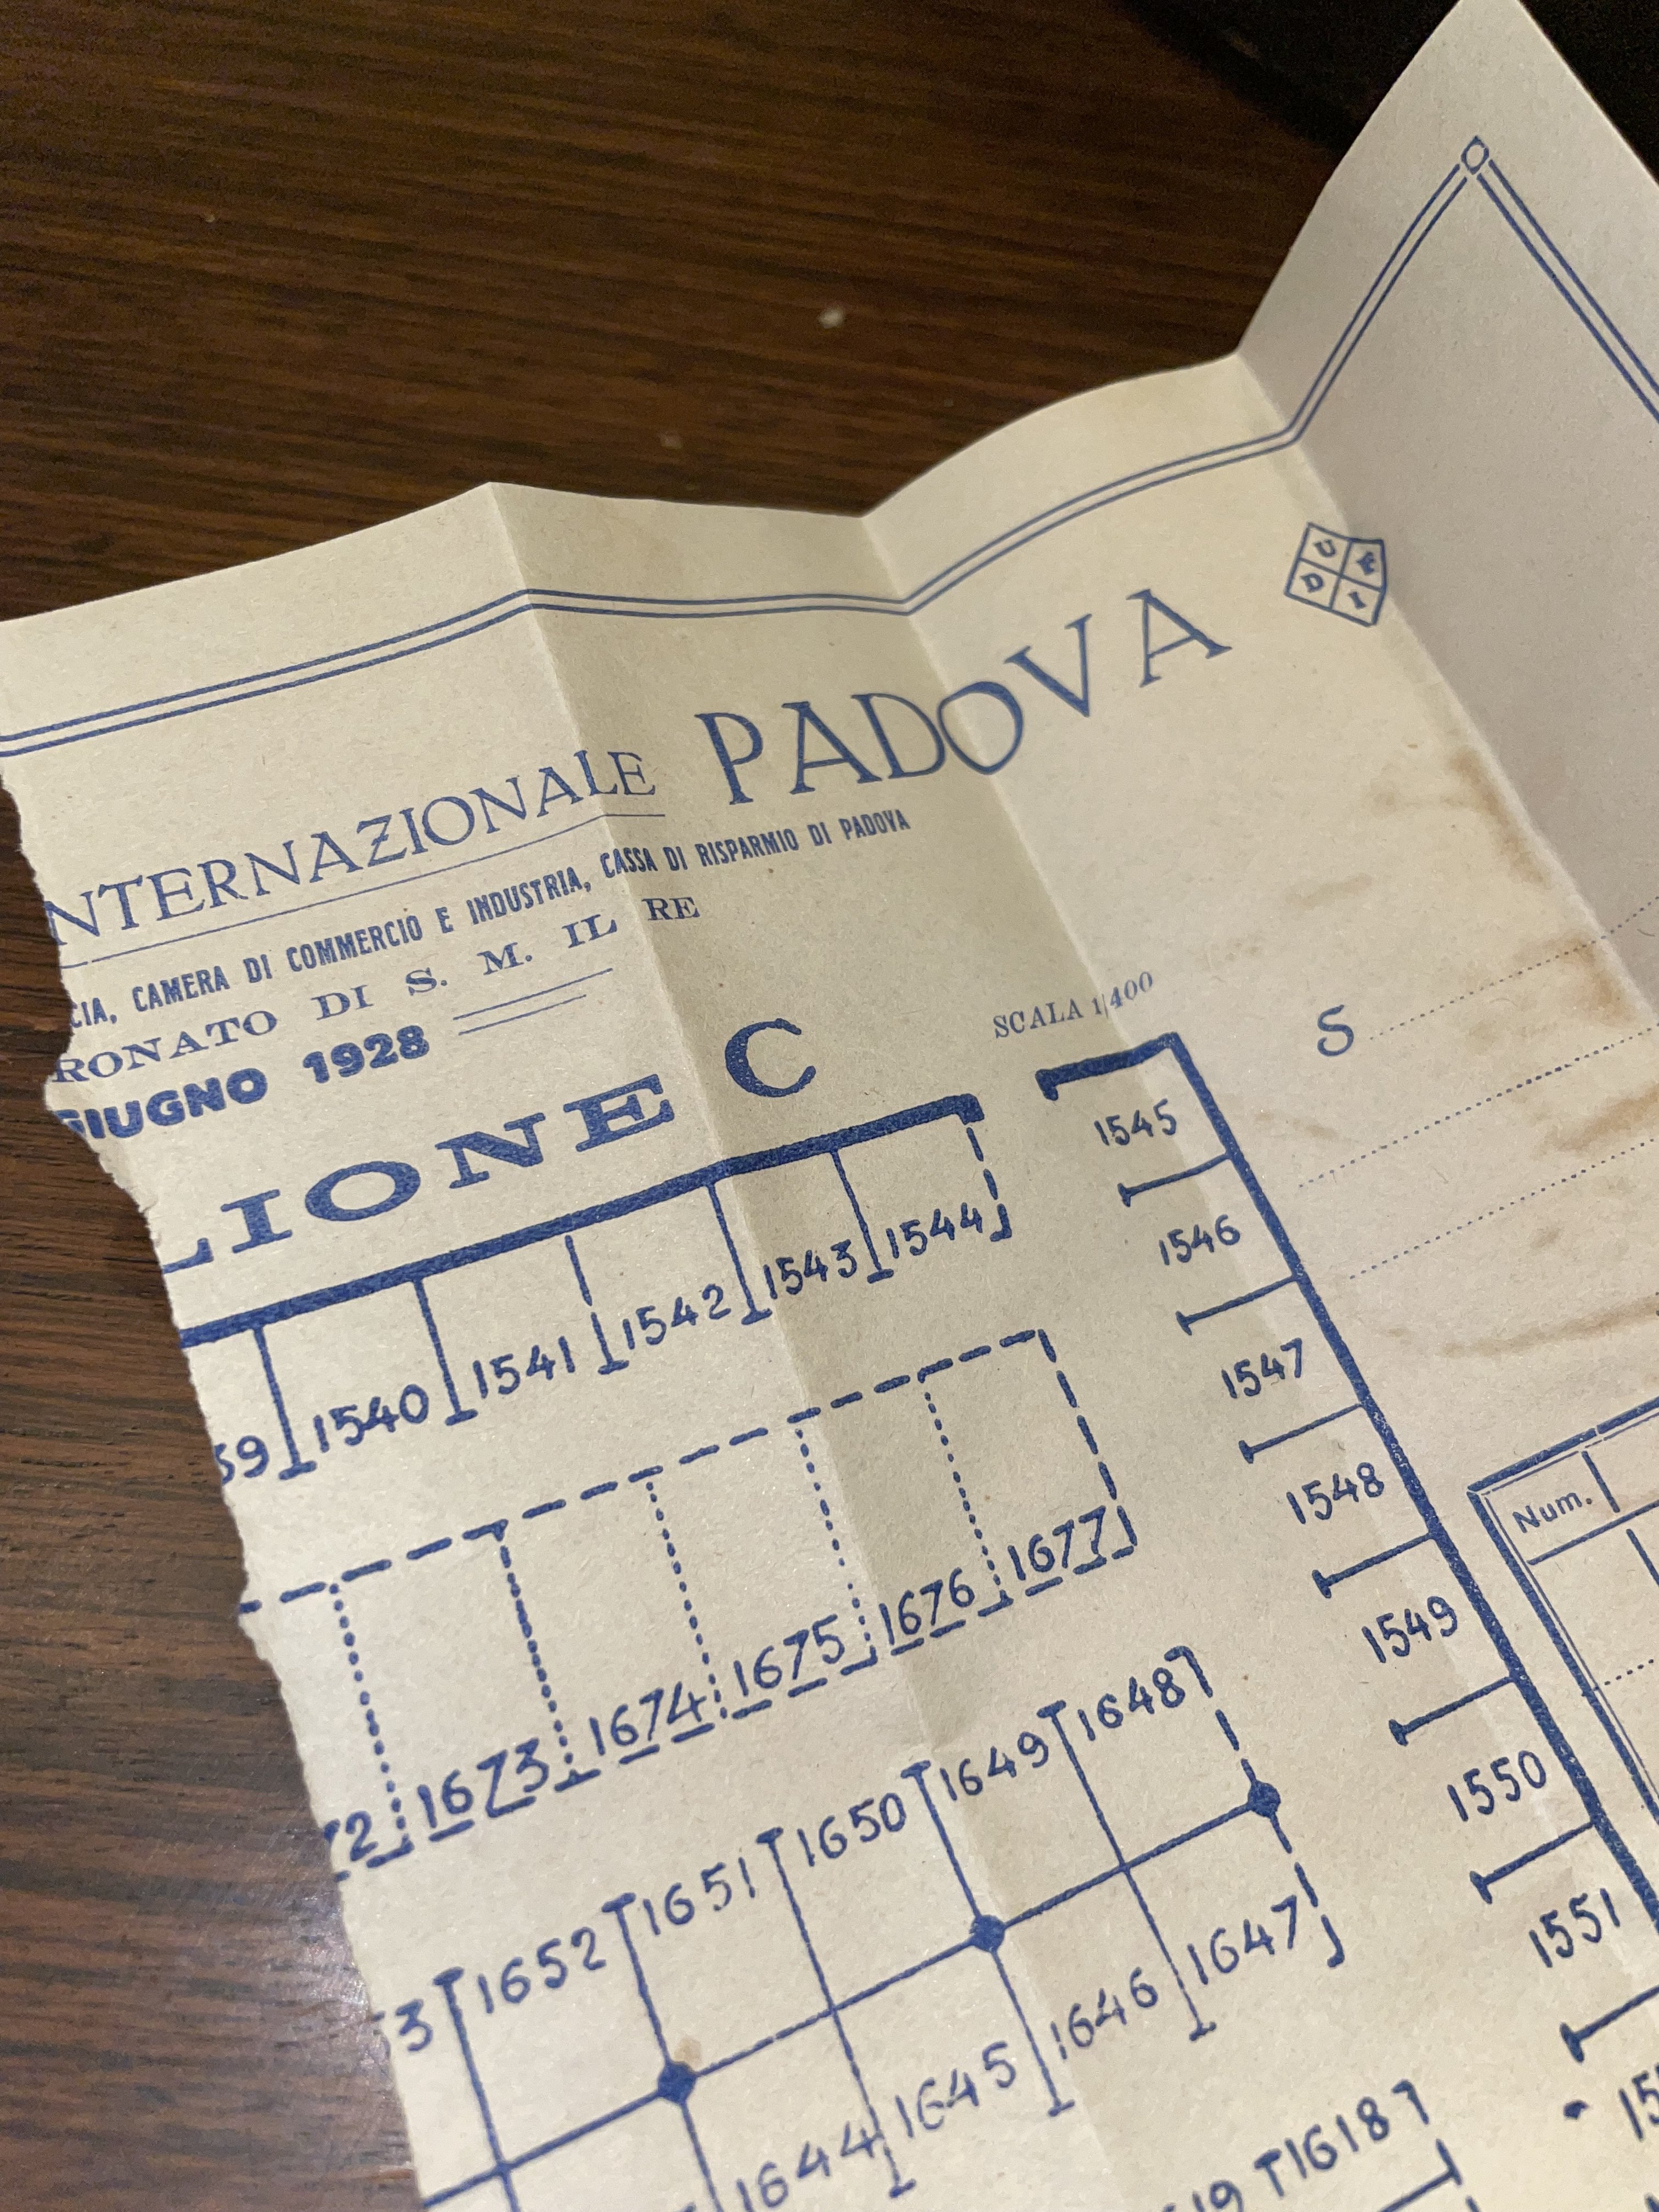 NTERNAZIONALE PADOVA
CIA, CAMERA DI COMMERCIO E INDUSTRIA, CASSA DI RISPARMIO DI PADOVA
RONATO DI S. M. IL RE
GIUGNO 1928
LIONE C
SCALA 1/400
S
1540 1541 1542 1543 1544
1545
1546
1547
1548
1549
1550
1551
1673 1674 1675 1676 1677
1652 1651 1650 1649 1648
1644 1645 1646 1647
1618
Num.